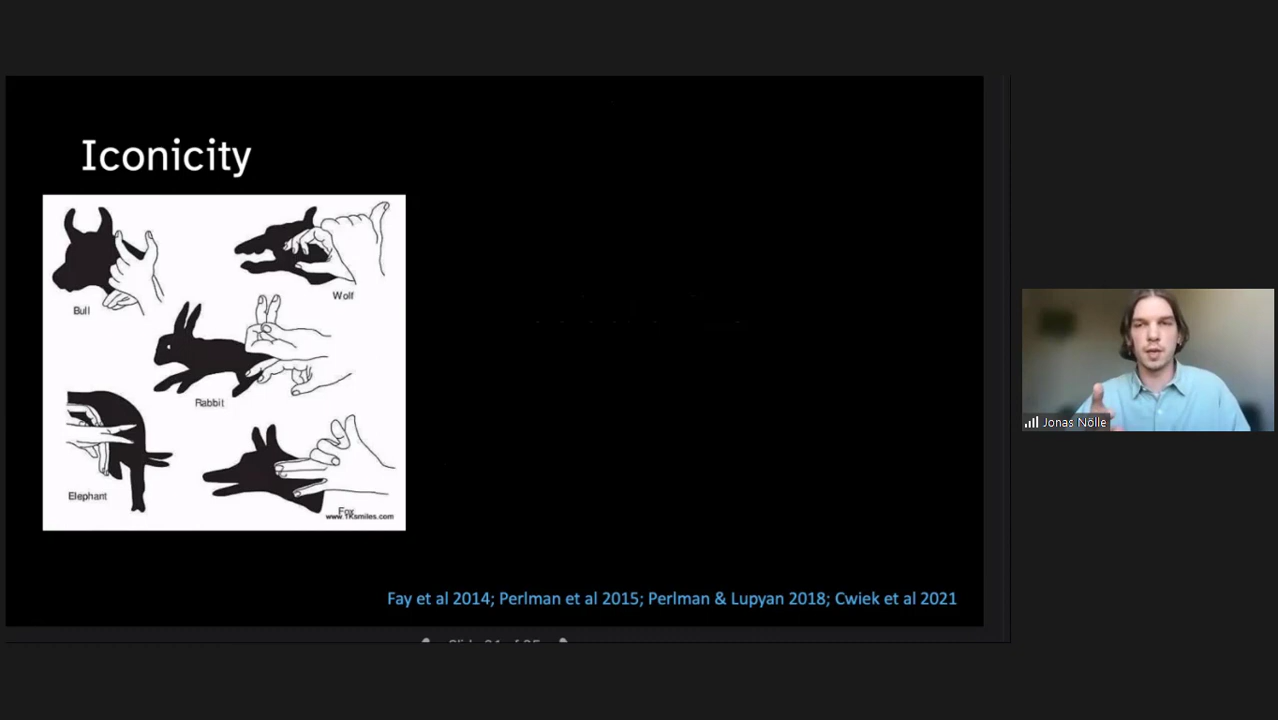 Iconicity
Bull
Wolf
Rabbit
Elephant
Fox
www.1Ksmiles.com
Fay et al 2014; Perlman et al 2015; Perlman & Lupyan 2018; Cwiek et al 2021
Jonas Nölle